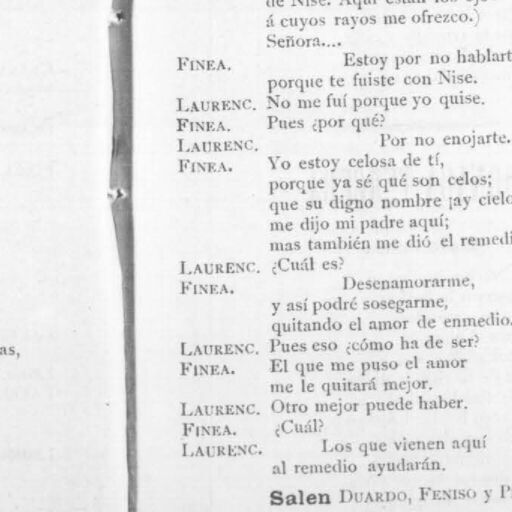 de Nise. Aquí están los
á cuyos rayos me ofrezco.)
Señora....
FINEA. Estoy por no
porque te fuiste con Nise.
LAURENC. No me fuí porque yo quise.
FINEA. Pues ¿por qué?
LAURENC. Por no enojarte.
FINEA. Yo estoy celosa de tí,
porque ya sé qué son celos;
que su digno nombre ¡ay
me dijo mi padre aquí;
mas también me dió el
LAURENC. ¿Cuál es?
FINEA. Desenamorarme,
y así podré sosegarme,
quitando el amor de enmedio.
LAURENC. Pues eso ¿cómo ha de ser?
FINEA. El que me puso el amor
me le quitará mejor.
LAURENC. Otro mejor puede haber.
FINEA. ¿Cuál?
LAURENC. Los que vienen aquí
al remedio ayudarán.
Salen DUARDO, FENISO y